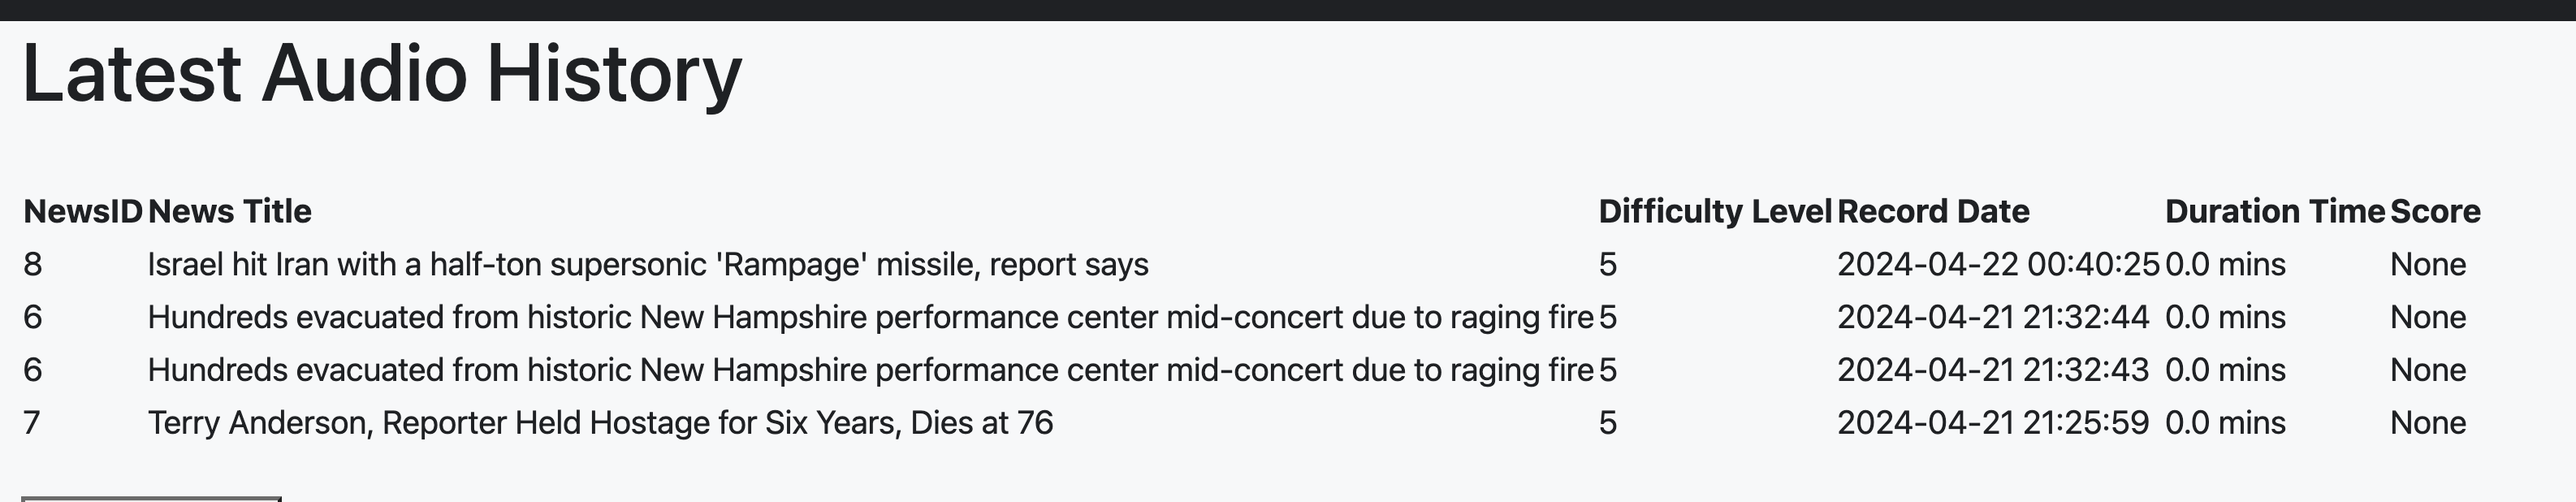 Latest Audio History
NewsID News Title Difficulty Level Record Date Duration Time Score
8 Israel hit Iran with a half-ton supersonic 'Rampage' missile, report says 5 2024-04-22 00:40:25 0.0 mins None
6 Hundreds evacuated from historic New Hampshire performance center mid-concert due to raging fire 5 2024-04-21 21:32:44 0.0 mins None
6 Hundreds evacuated from historic New Hampshire performance center mid-concert due to raging fire 5 2024-04-21 21:32:43 0.0 mins None
7 Terry Anderson, Reporter Held Hostage for Six Years, Dies at 76 5 2024-04-21 21:25:59 0.0 mins None